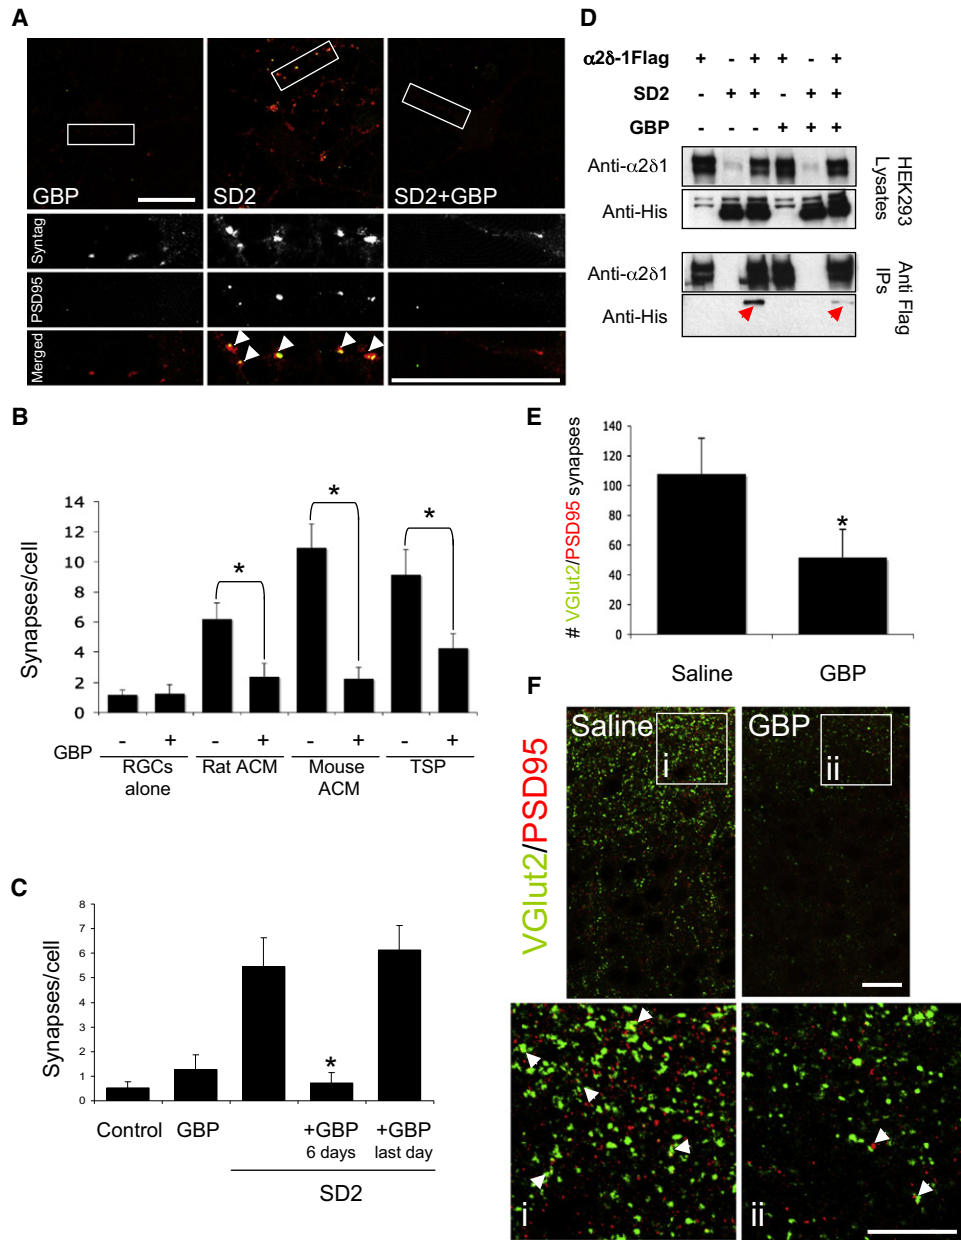 A
GBP
SD2
SD2+GBP
Syntag
PSD95
Merged
B
Synapses/cell
14
12
10
8
6
4
2
0
GBP - + - + - + - +
RGCs alone
Rat ACM
Mouse ACM
TSP
* * *
C
Synapses/cell
8
7
6
5
4
3
2
1
0
*
Control GBP +GBP 6 days +GBP last day
SD2
D
α2δ-1Flag + - + + - +
SD2 - + + - + +
GBP - - - + + +
Anti-α2δ1
Anti-His
HEK293 Lysates
Anti-α2δ1
Anti-His
Anti Flag IPs
E
# VGlut2/PSD95 synapses
140
120
100
80
60
40
20
0
*
Saline GBP
F
VGlut2/PSD95
Saline
i
GBP
ii
i
ii